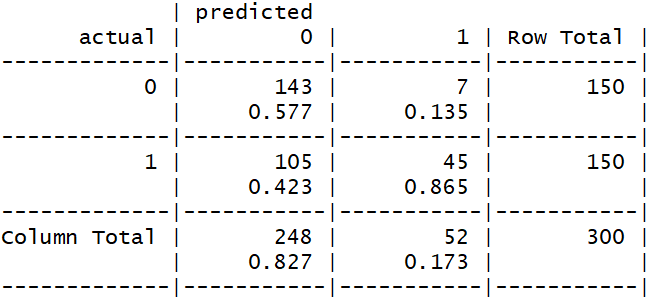 | predicted
      actual |         0 |         1 | Row Total |
-------------|-----------|-----------|-----------|
           0 |       143 |         7 |       150 |
             |     0.577 |     0.135 |           |
-------------|-----------|-----------|-----------|
           1 |       105 |        45 |       150 |
             |     0.423 |     0.865 |           |
-------------|-----------|-----------|-----------|
Column Total |       248 |        52 |       300 |
             |     0.827 |     0.173 |           |
-------------|-----------|-----------|-----------|